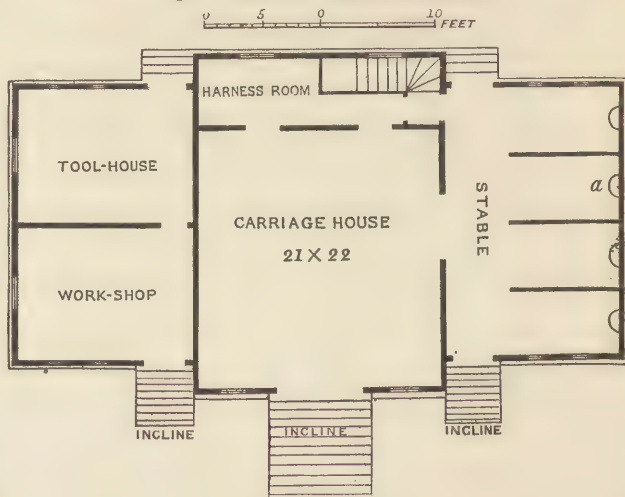 0 5 0 10
FEET
HARNESS ROOM
TOOL-HOUSE
STABLE
a
CARRIAGE HOUSE
21 X 22
WORK-SHOP
INCLINE
INCLINE
INCLINE